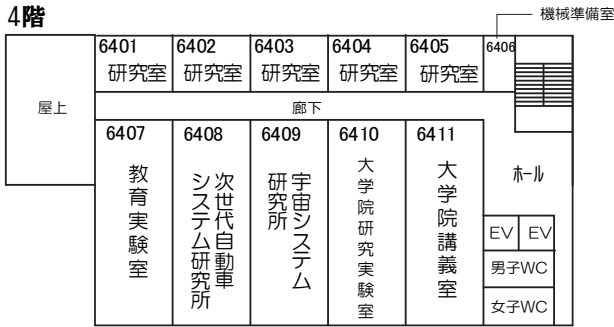 4階
機械準備室
6401
研究室
6402
研究室
6403
研究室
6404
研究室
6405
研究室
6406
屋上
廊下
6407
教育実験室
6408
次世代自動車
システム研究所
6409
宇宙システム
研究所
6410
大学院研究実験室
6411
大学院講義室
ホール
EV
EV
男子WC
女子WC